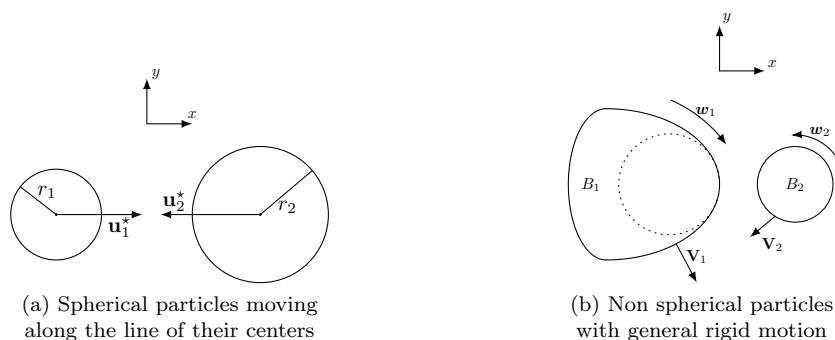 y
x
r₁
u₁*
u₂*
r₂
(a) Spherical particles moving
along the line of their centers
y
x
w₁
w₂
B₁
B₂
V₁
V₂
(b) Non spherical particles
with general rigid motion